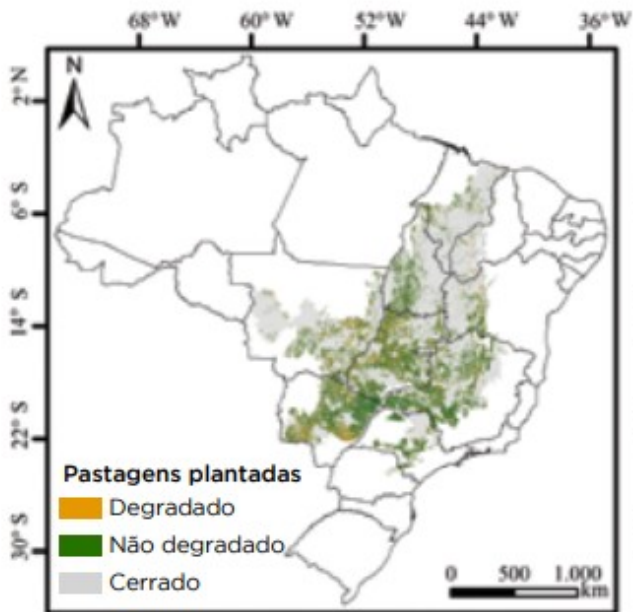 68° W 60° W 52° W 44° W 36° W
N
2° N
6° S
14° S
22° S
30° S
Pastagens plantadas
Degradado
Não degradado
Cerrado
0 500 1.000
km